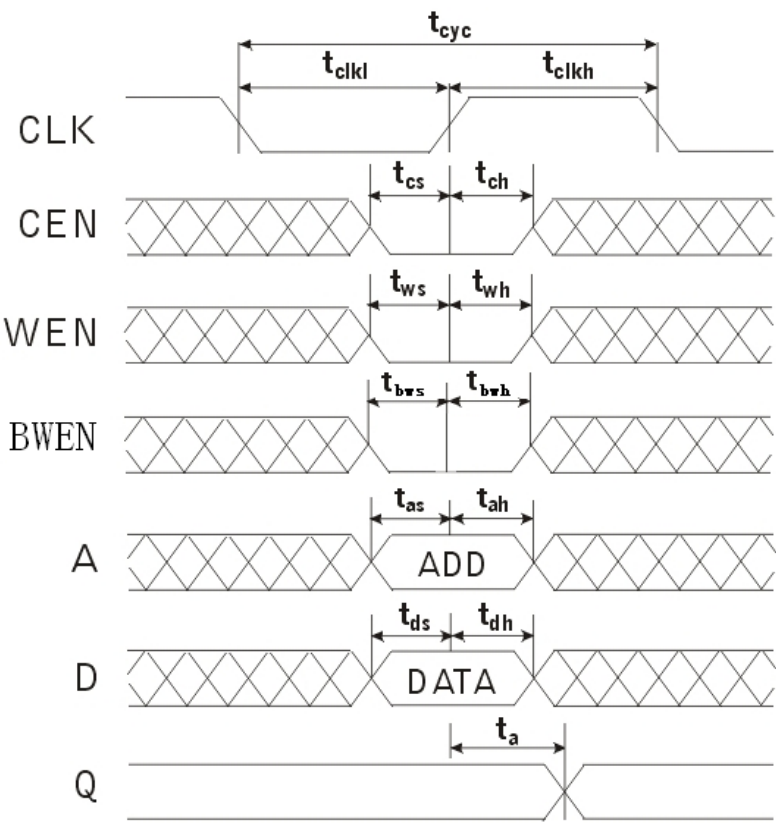 tcyc
tclkl tclkh
CLK
tcs tch
CEN
tws twh
WEN
tbws tbwh
BWEN
tas tah
A ADD
tds tdh
D DATA
ta
Q